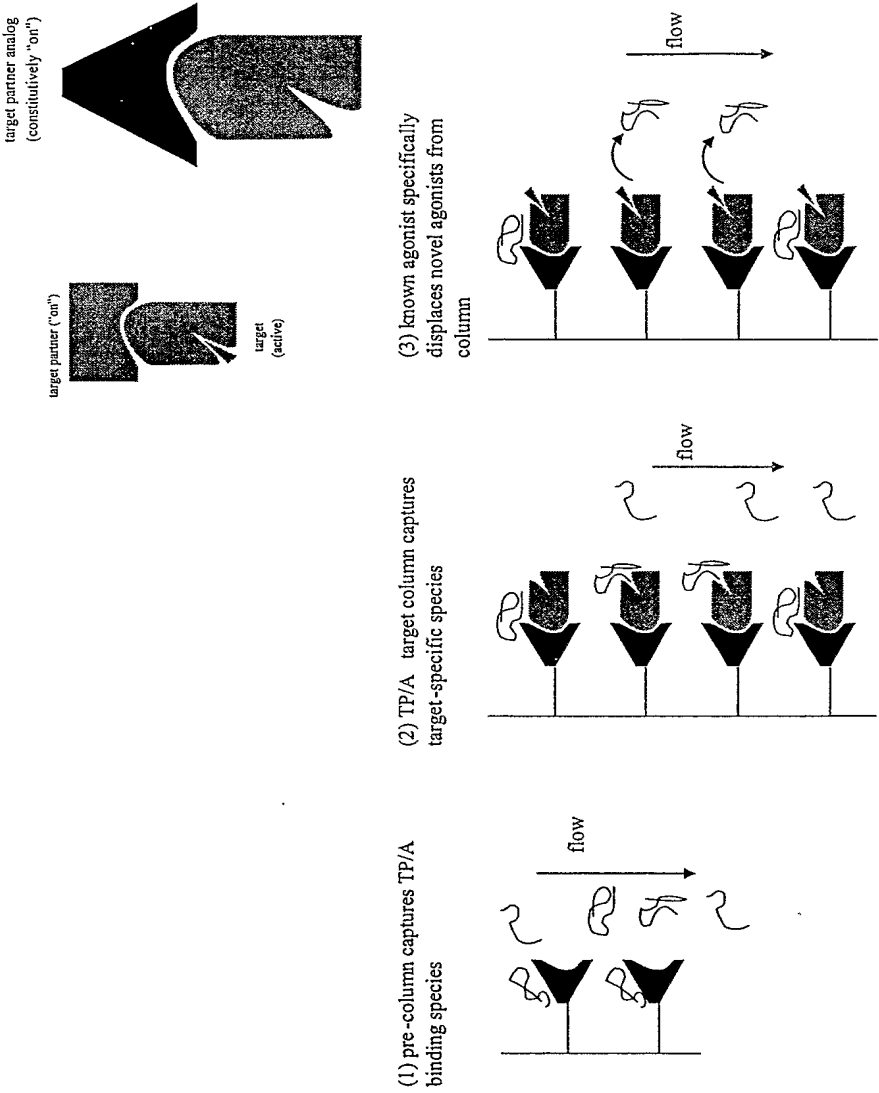 target partner analog
(constitutively "on")
target partner ("on")
target
(active)
(1) pre-column captures TP/A
binding species
flow
(2) TP/A target column captures
target-specific species
flow
(3) known agonist specifically
displaces novel agonists from
column
flow